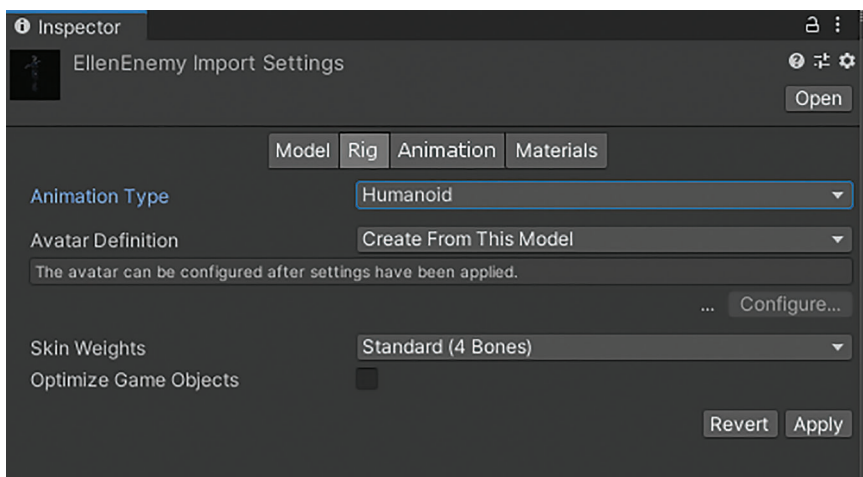 Inspector
EllenEnemy Import Settings
Open
Model Rig Animation Materials
Animation Type Humanoid
Avatar Definition Create From This Model
The avatar can be configured after settings have been applied.
... Configure...
Skin Weights Standard (4 Bones)
Optimize Game Objects
Revert Apply